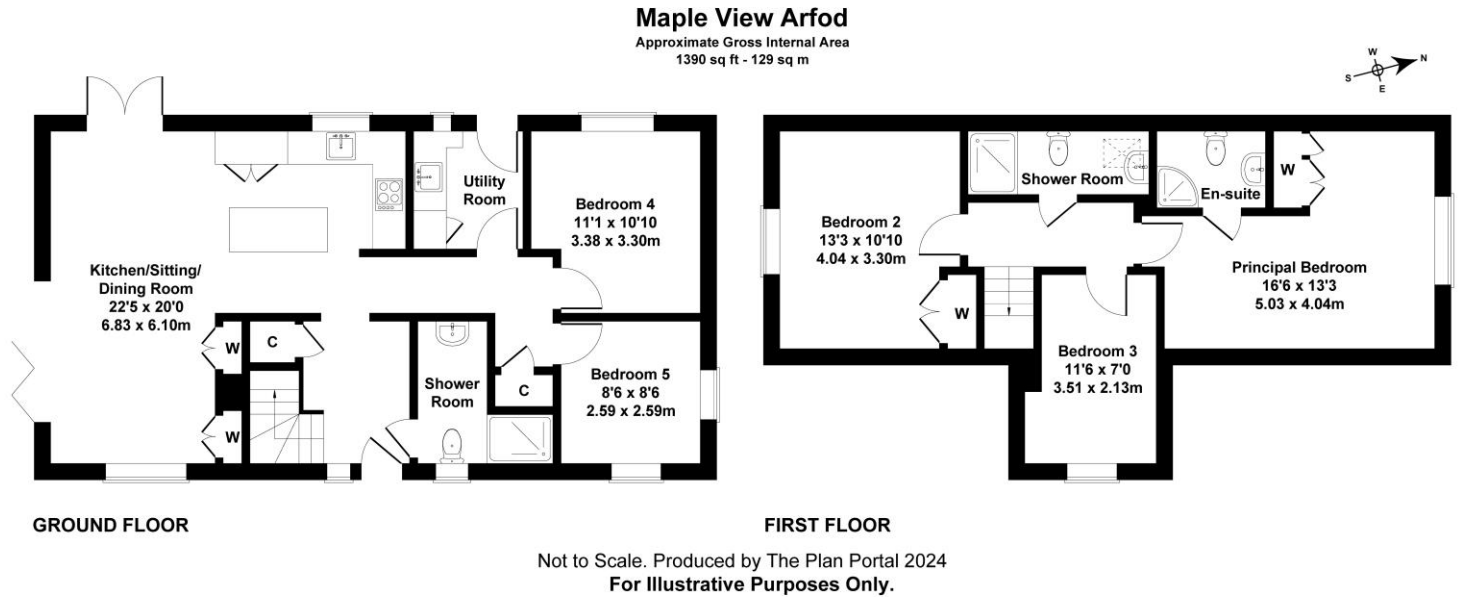 Maple View Arfod
Approximate Gross Internal Area
1390 sq ft - 129 sq m
W
N
S
E
Kitchen/Sitting/
Dining Room
22'5 x 20'0
6.83 x 6.10m
Utility
Room
Bedroom 4
11'1 x 10'10
3.38 x 3.30m
W
C
W
Shower
Room
C
Bedroom 5
8'6 x 8'6
2.59 x 2.59m
Bedroom 2
13'3 x 10'10
4.04 x 3.30m
W
Shower Room
En-suite
W
Principal Bedroom
16'6 x 13'3
5.03 x 4.04m
Bedroom 3
11'6 x 7'0
3.51 x 2.13m
GROUND FLOOR
FIRST FLOOR
Not to Scale. Produced by The Plan Portal 2024
For Illustrative Purposes Only.